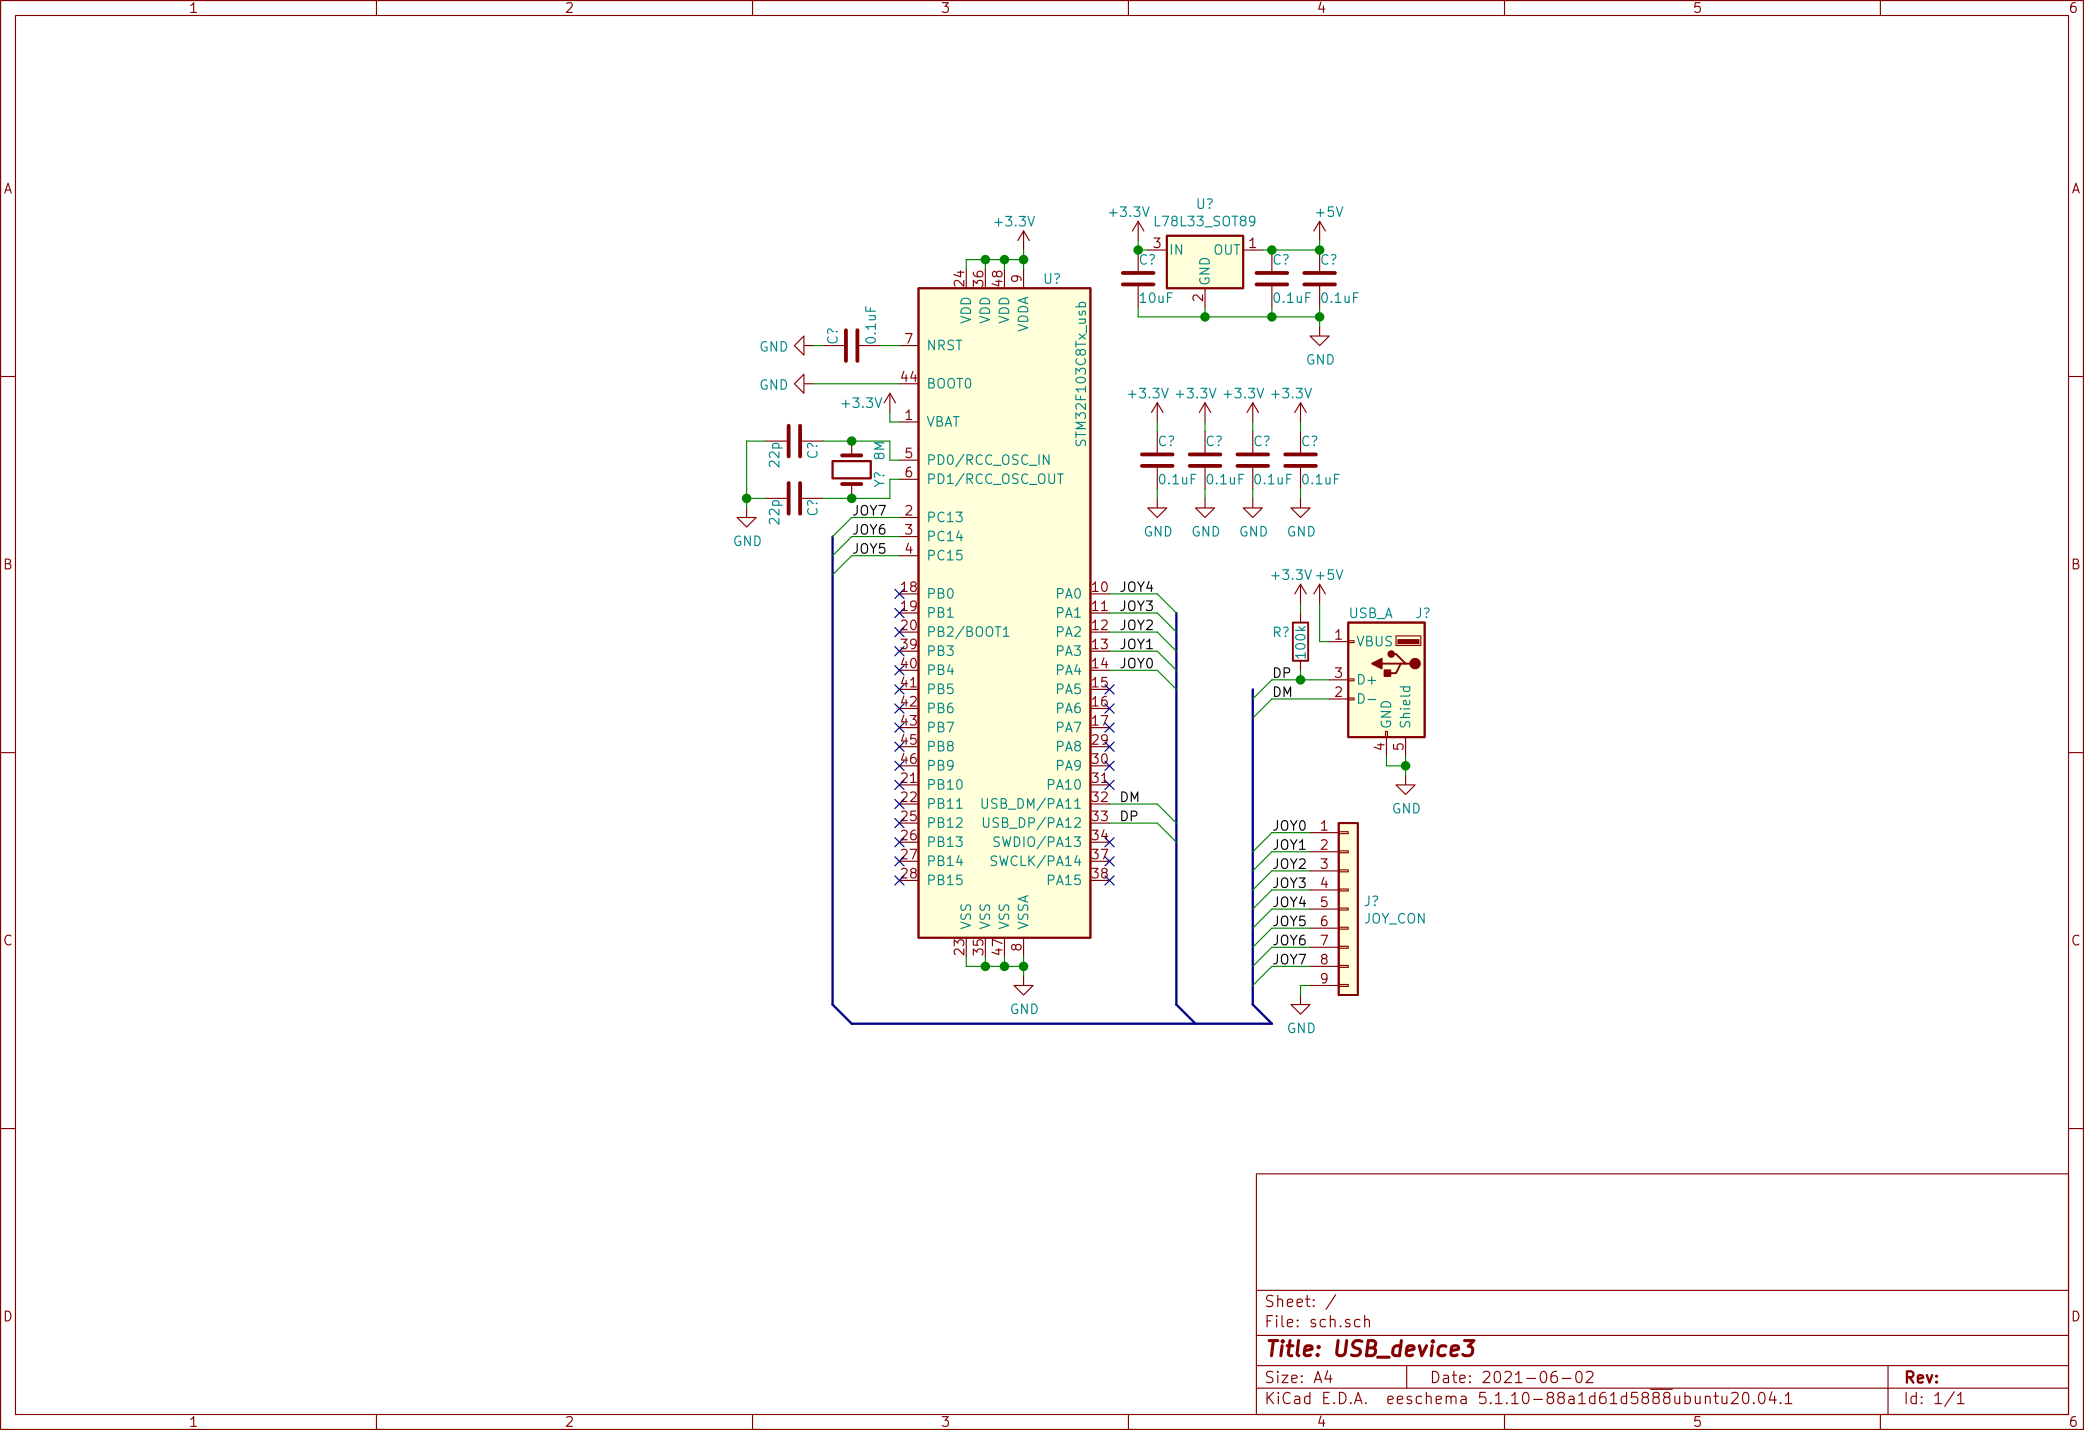 1 2 3 4 5 6
A A
B B
C C
D D
+3.3V
24 36 48 9
VDD VDD VDD VDDA
U?
STM32F103C8Tx_usb
GND C? 0.1uF 7 NRST
GND 44 BOOT0
+3.3V 1 VBAT
22p C? 8M
5 PD0/RCC_OSC_IN
6 PD1/RCC_OSC_OUT
22p C? Y?
GND
JOY7 2 PC13
JOY6 3 PC14
JOY5 4 PC15
18 PB0 PA0 10 JOY4
19 PB1 PA1 11 JOY3
20 PB2/BOOT1 PA2 12 JOY2
39 PB3 PA3 13 JOY1
40 PB4 PA4 14 JOY0
41 PB5 PA5 15
42 PB6 PA6 16
43 PB7 PA7 17
45 PB8 PA8 29
46 PB9 PA9 30
21 PB10 PA10 31
22 PB11 USB_DM/PA11 32 DM
25 PB12 USB_DP/PA12 33 DP
26 PB13 SWDIO/PA13 34
27 PB14 SWCLK/PA14 37
28 PB15 PA15 38
VSS VSS VSS VSSA
23 35 47 8
GND
U?
L78L33_SOT89
+3.3V +5V
3 IN OUT 1
GND
2
C? C? C?
10uF 0.1uF 0.1uF
GND
+3.3V +3.3V +3.3V +3.3V
C? C? C? C?
0.1uF 0.1uF 0.1uF 0.1uF
GND GND GND GND
+3.3V +5V
USB_A J?
R? 100k
1 VBUS
DP 3 D+
DM 2 D-
GND Shield
4 5
GND
JOY0 1
JOY1 2
JOY2 3
JOY3 4
JOY4 5
JOY5 6
JOY6 7
JOY7 8
9
J?
JOY_CON
GND
Sheet: /
File: sch.sch
Title: USB_device3
Size: A4 Date: 2021-06-02 Rev:
KiCad E.D.A. eeschema 5.1.10-88a1d61d5888ubuntu20.04.1 Id: 1/1
1 2 3 4 5 6